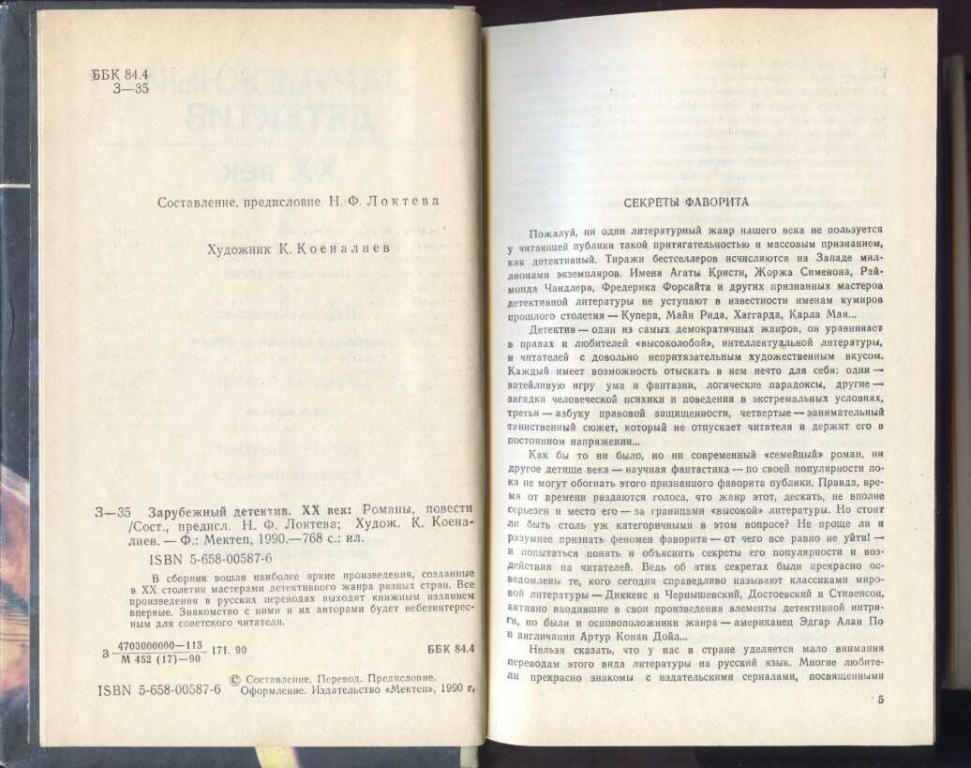 ББК 84.4
З—35
Составление, предисловие Н. Ф. Локтева
Художник К. Коеналиев
З—35 Зарубежный детектив. XX век: Романы, повести
/Сост., предисл. Н. Ф. Локтева; Худож. К. Коена-
лиев. — Ф.: Мектеп, 1990.—768 с.: ил.
ISBN 5-658-00587-6
В сборник вошли наиболее яркие произведения, созданные
в XX столетии мастерами детективного жанра разных стран. Все
произведения в русских переводах выходят книжным изданием
впервые. Знакомство с ними и их авторами будет небезинтерес-
ным для советского читателя.
З 4703000000—113
М 452 (17)—90 171. 90 ББК 84.4
ISBN 5-658-00587-6 © Составление. Перевод. Предисловие.
Оформление. Издательство «Мектеп», 1990 г.
СЕКРЕТЫ ФАВОРИТА
Пожалуй, ни один литературный жанр нашего века не пользуется
у читающей публики такой притягательностью и массовым признанием,
как детективный. Тиражи бестселлеров исчисляются на Западе мил-
лионами экземпляров. Имена Агаты Кристи, Жоржа Сименона, Рай-
монда Чандлера, Фредерика Форсайта и других признанных мастеров
детективной литературы не уступают в известности именам кумиров
прошлого столетия — Купера, Майн Рида, Хаггарда, Карла Мая...
Детектив — один из самых демократичных жанров, он уравнивает
в правах и любителей «высоколобой», интеллектуальной литературы,
и читателей с довольно непритязательным художественным вкусом.
Каждый имеет возможность отыскать в нем нечто для себя: один —
затейливую игру ума и фантазии, логические парадоксы, другие —
загадки человеческой психики и поведения в экстремальных условиях,
третьи — азбуку правовой защищенности, четвертые — занимательный
таинственный сюжет, который не отпускает читателя и держит его в
постоянном напряжении...
Как бы то ни было, но ни современный «семейный» роман, ни
другое детище века — научная фантастика — по своей популярности по-
ка не могут обогнать этого признанного фаворита публики. Правда, вре-
мя от времени раздаются голоса, что жанр этот, дескать, не вполне
серьезен и место его — за границами «высокой» литературы. Но стоит
ли быть столь уж категоричными в этом вопросе? Не проще ли и
разумнее признать феномен фаворита — от чего все равно не уйти! —
и попытаться понять и объяснить секреты его популярности и воз-
действия на читателей. Ведь об этих секретах были прекрасно ос-
ведомлены те, кого сегодня справедливо называют классиками миро-
вой литературы — Диккенс и Чернышевский, Достоевский и Стивенсон,
активно вводившие в свои произведения элементы детективной интри-
ги, но были и основоположники жанра — американец Эдгар Алан По
и англичанин Артур Конан Дойл...
Нельзя сказать, что у нас в стране уделяется мало внимания
переводам этого вида литературы на русский язык. Многие любите-
ли прекрасно знакомы с издательскими сериалами, посвященными
5